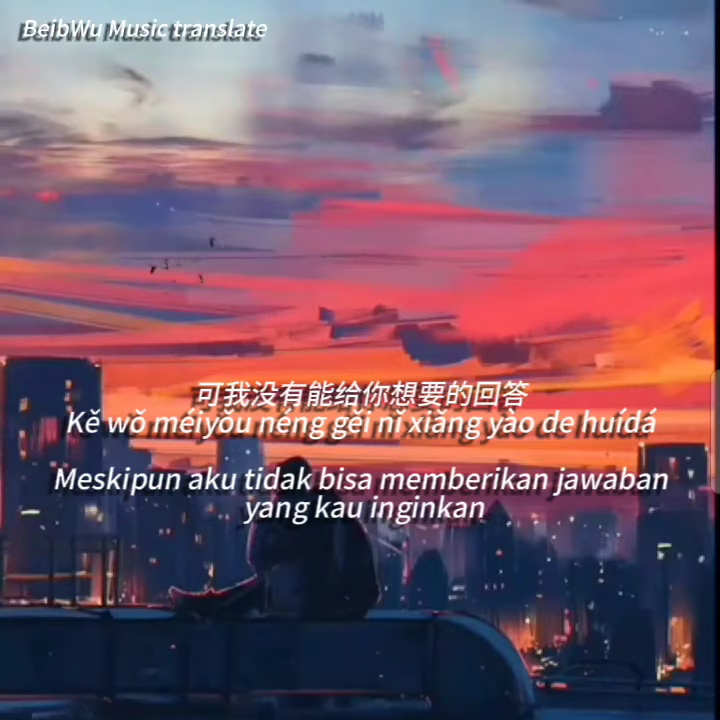 BeibWu Music translate
可我没有能给你想要的回答
Kě wǒ méiyǒu néng gěi nǐ xiǎng yào de huídá
Meskipun aku tidak bisa memberikan jawaban
yang kau inginkan